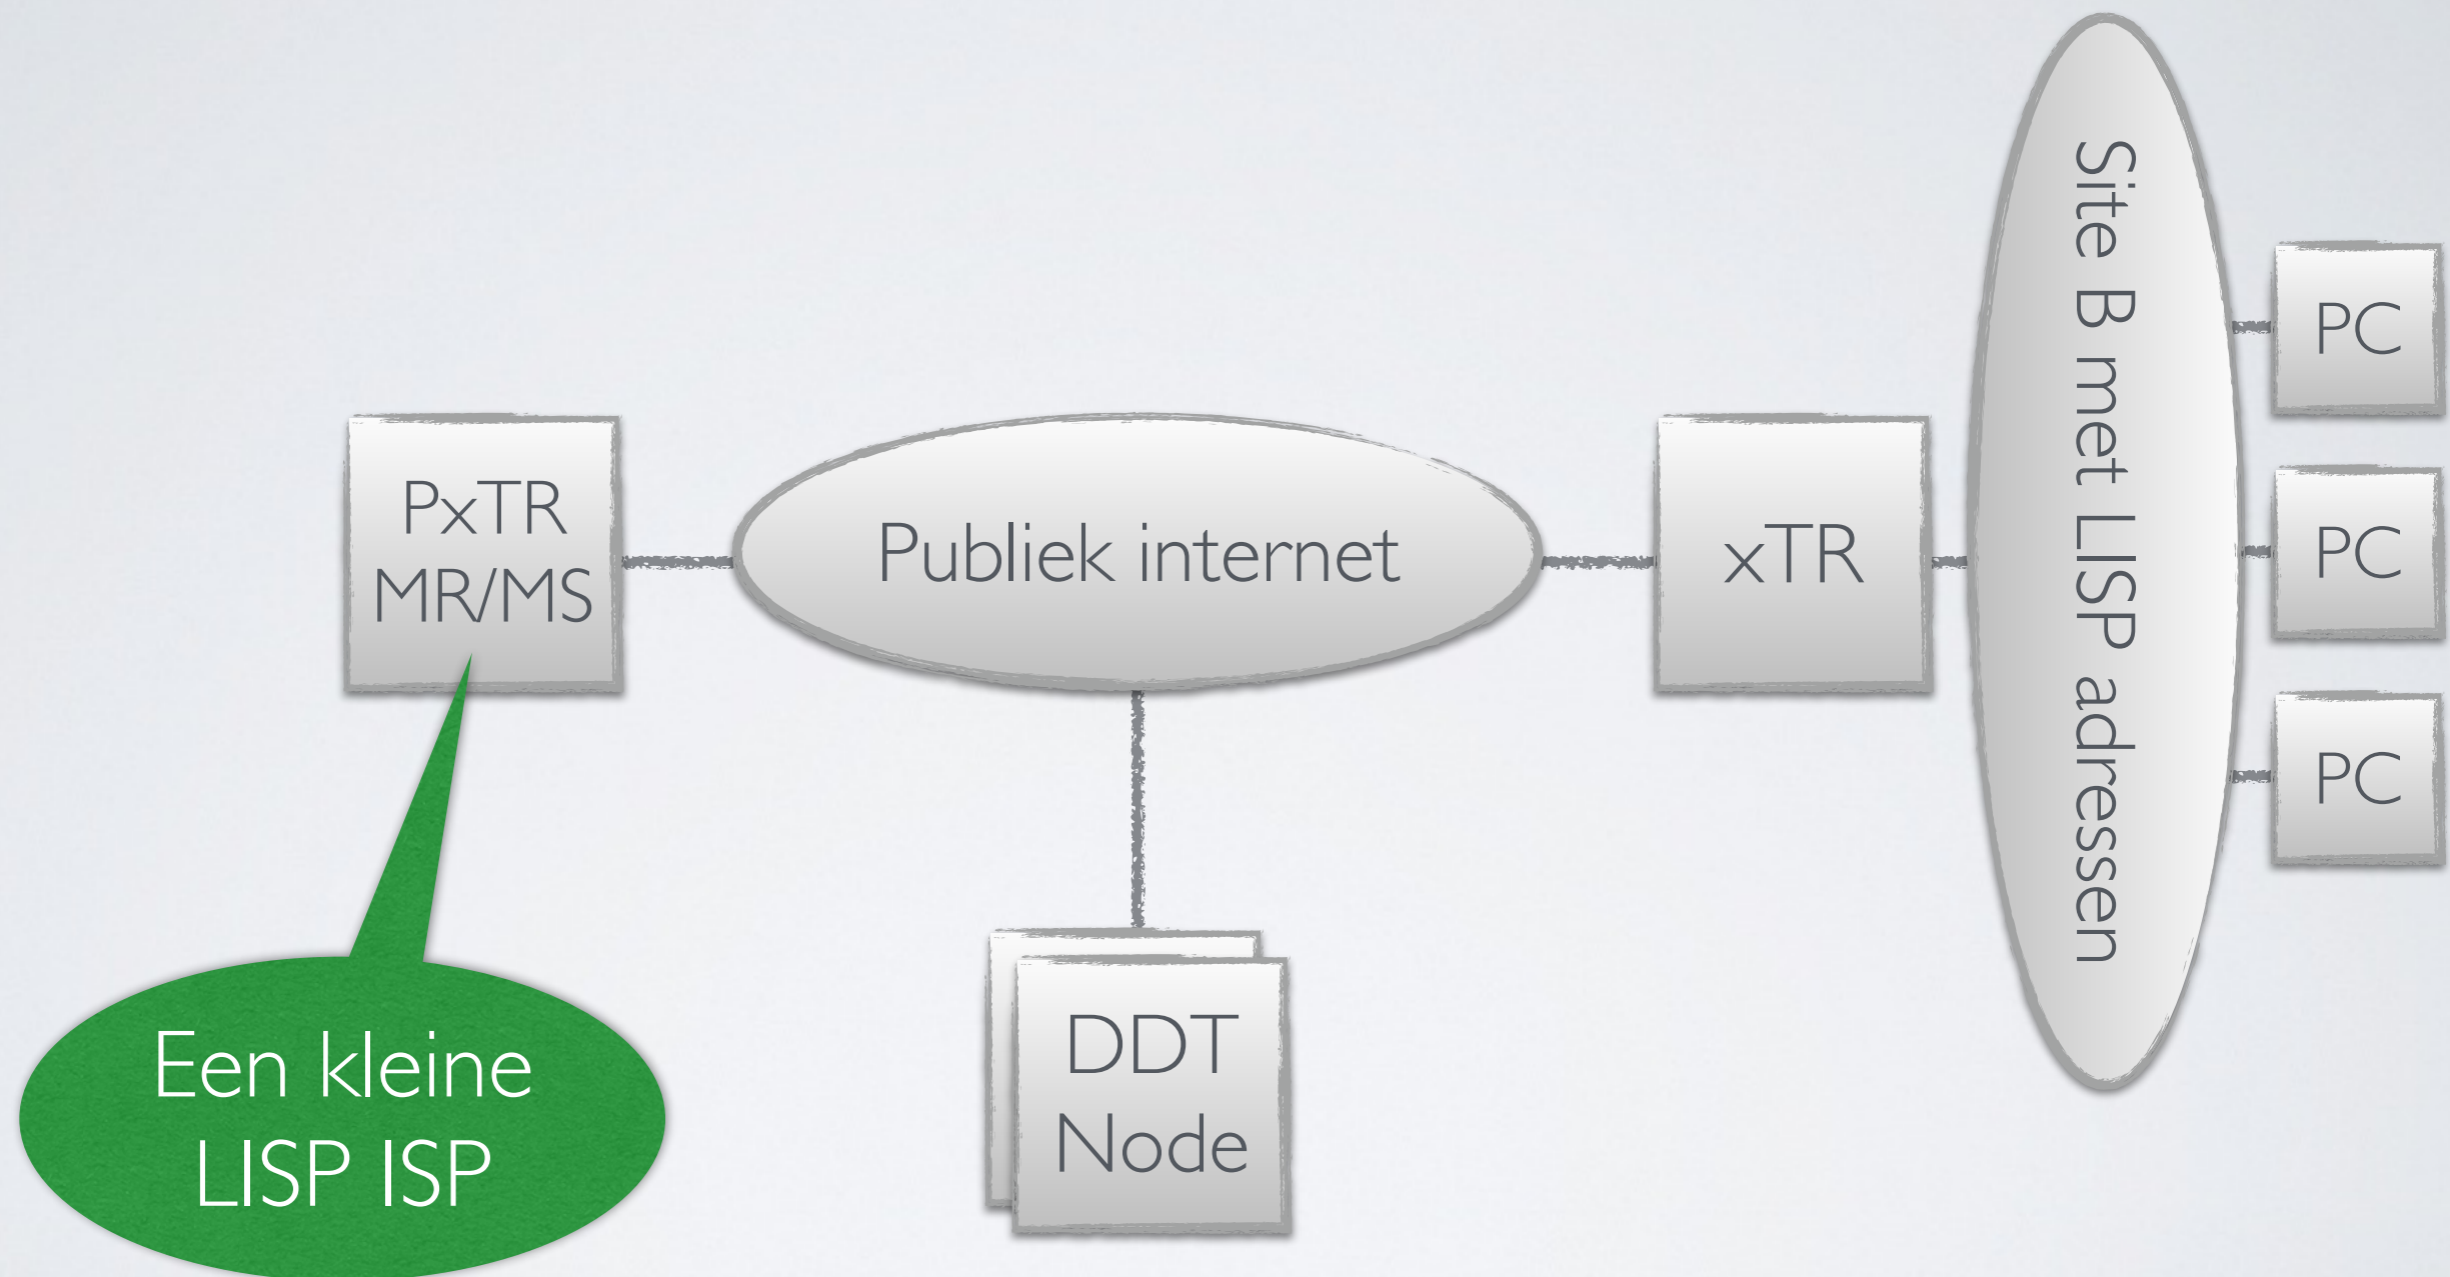 PxTR
MR/MS
Publiek internet
xTR
Site B met LISP adressen
PC
PC
PC
DDT
Node
Een kleine
LISP ISP